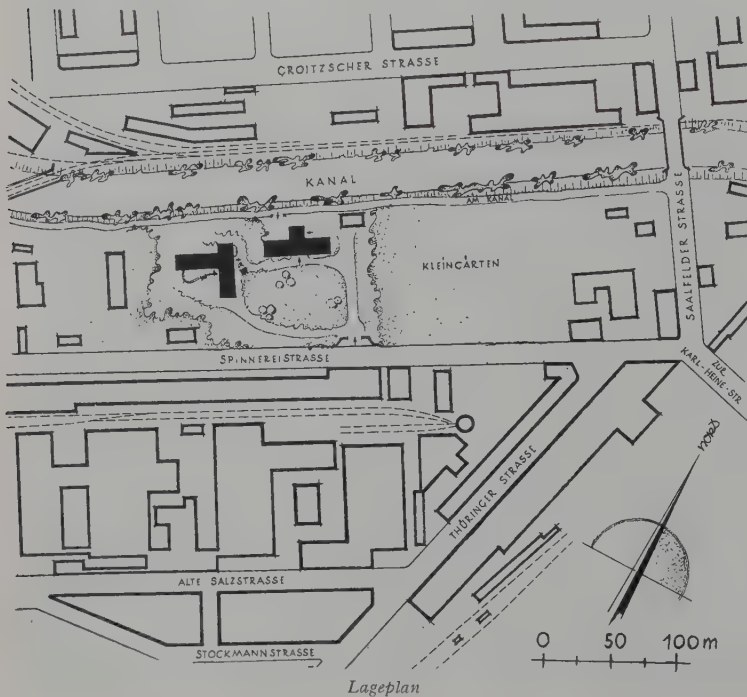 GROITZSCHER STRASSE
KANAL
AM KANAL
SAALFELDER STRASSE
KLEINGÄRTEN
SPINNEREISTRASSE
ZUR
KARL-HEINE-STR
THÜRINGER STRASSE
NORD
ALTE SALZSTRASSE
STOCKMANNSTRASSE
0 50 100m
Lageplan